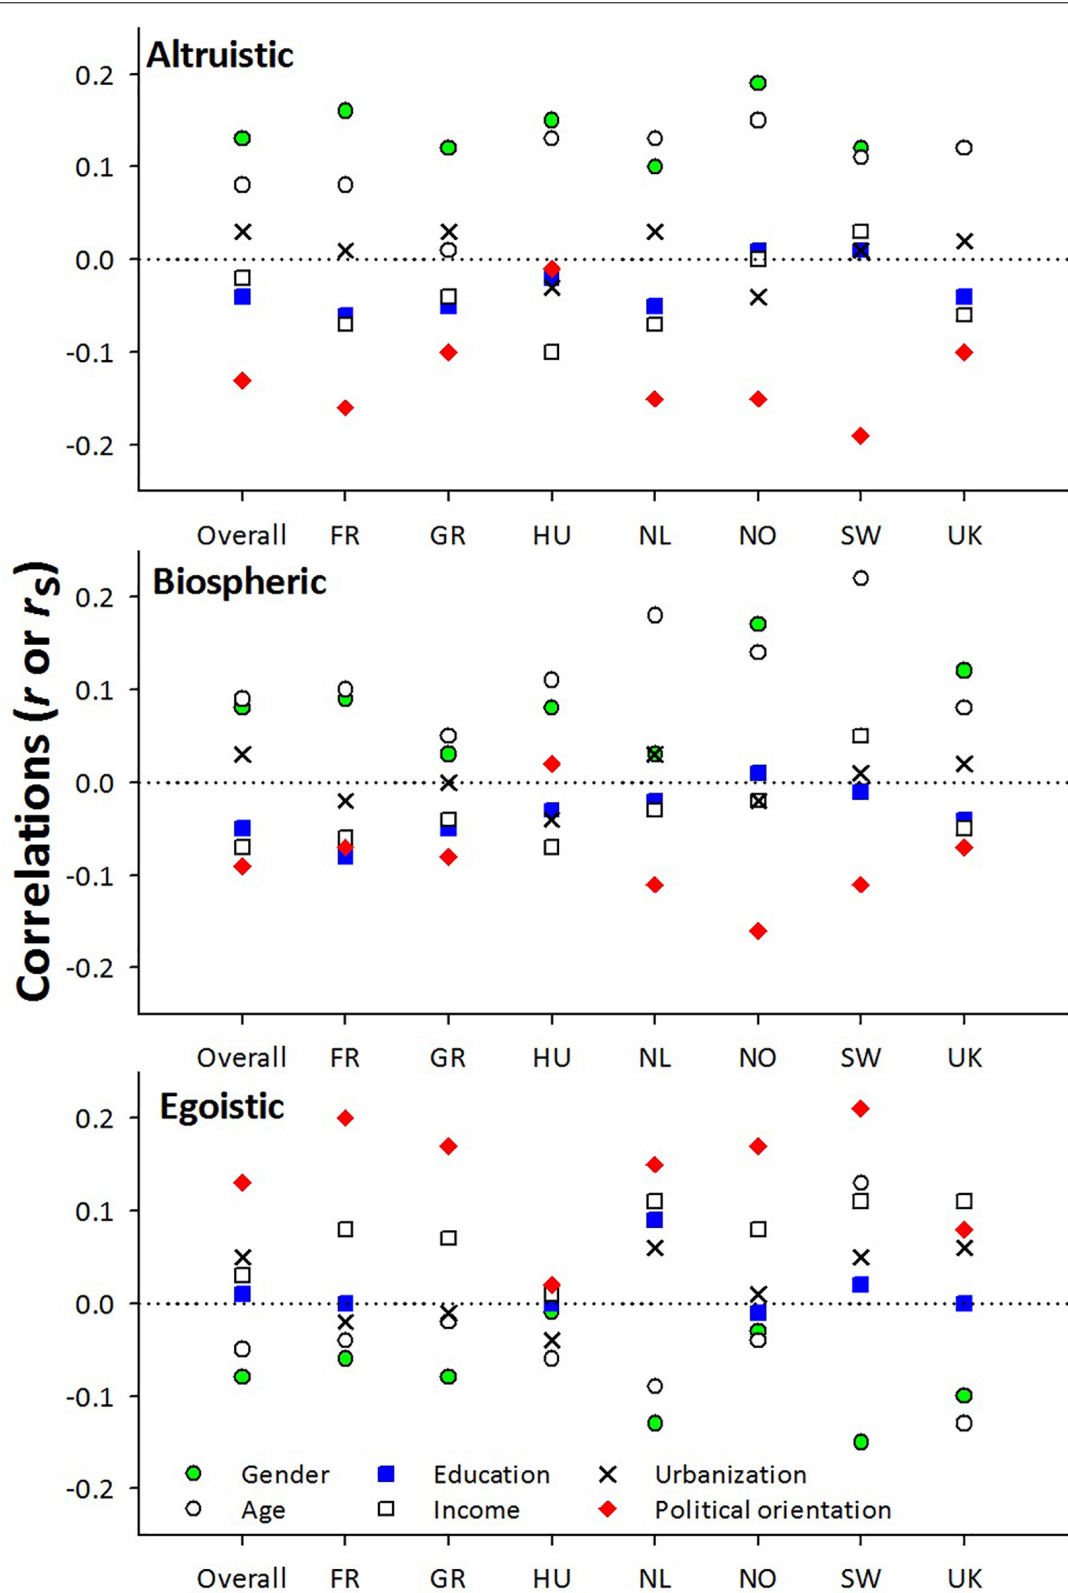 Altruistic
0.2
0.1
0.0
-0.1
-0.2
Overall FR GR HU NL NO SW UK
Correlations (r or rs)
Biospheric
0.2
0.1
0.0
-0.1
-0.2
Overall FR GR HU NL NO SW UK
Egoistic
0.2
0.1
0.0
-0.1
-0.2
Gender Education Urbanization
Age Income Political orientation
Overall FR GR HU NL NO SW UK